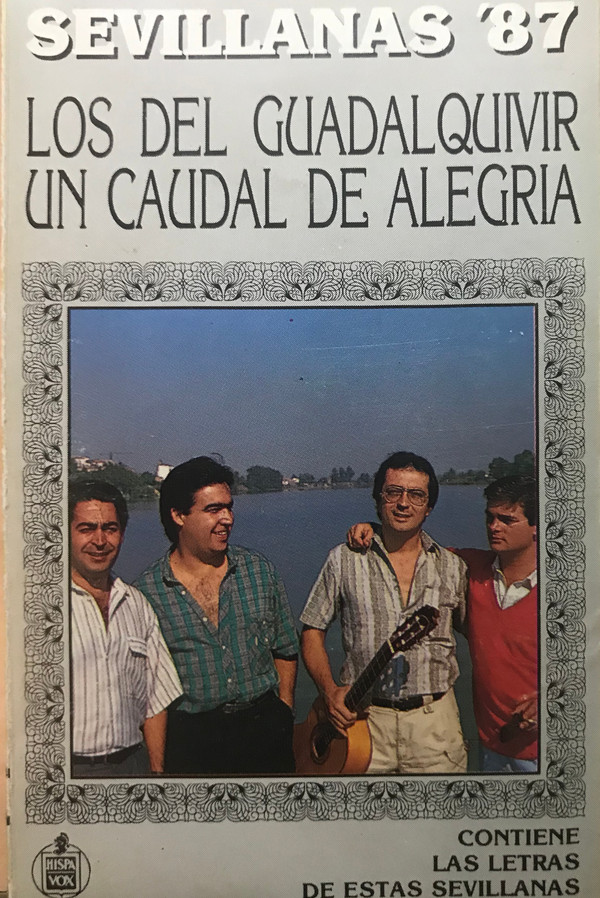 SEVILLANAS '87
LOS DEL GUADALQUIVIR
UN CAUDAL DE ALEGRIA
CONTIENE
LAS LETRAS
DE ESTAS SEVILLANAS
HISPA
VOX